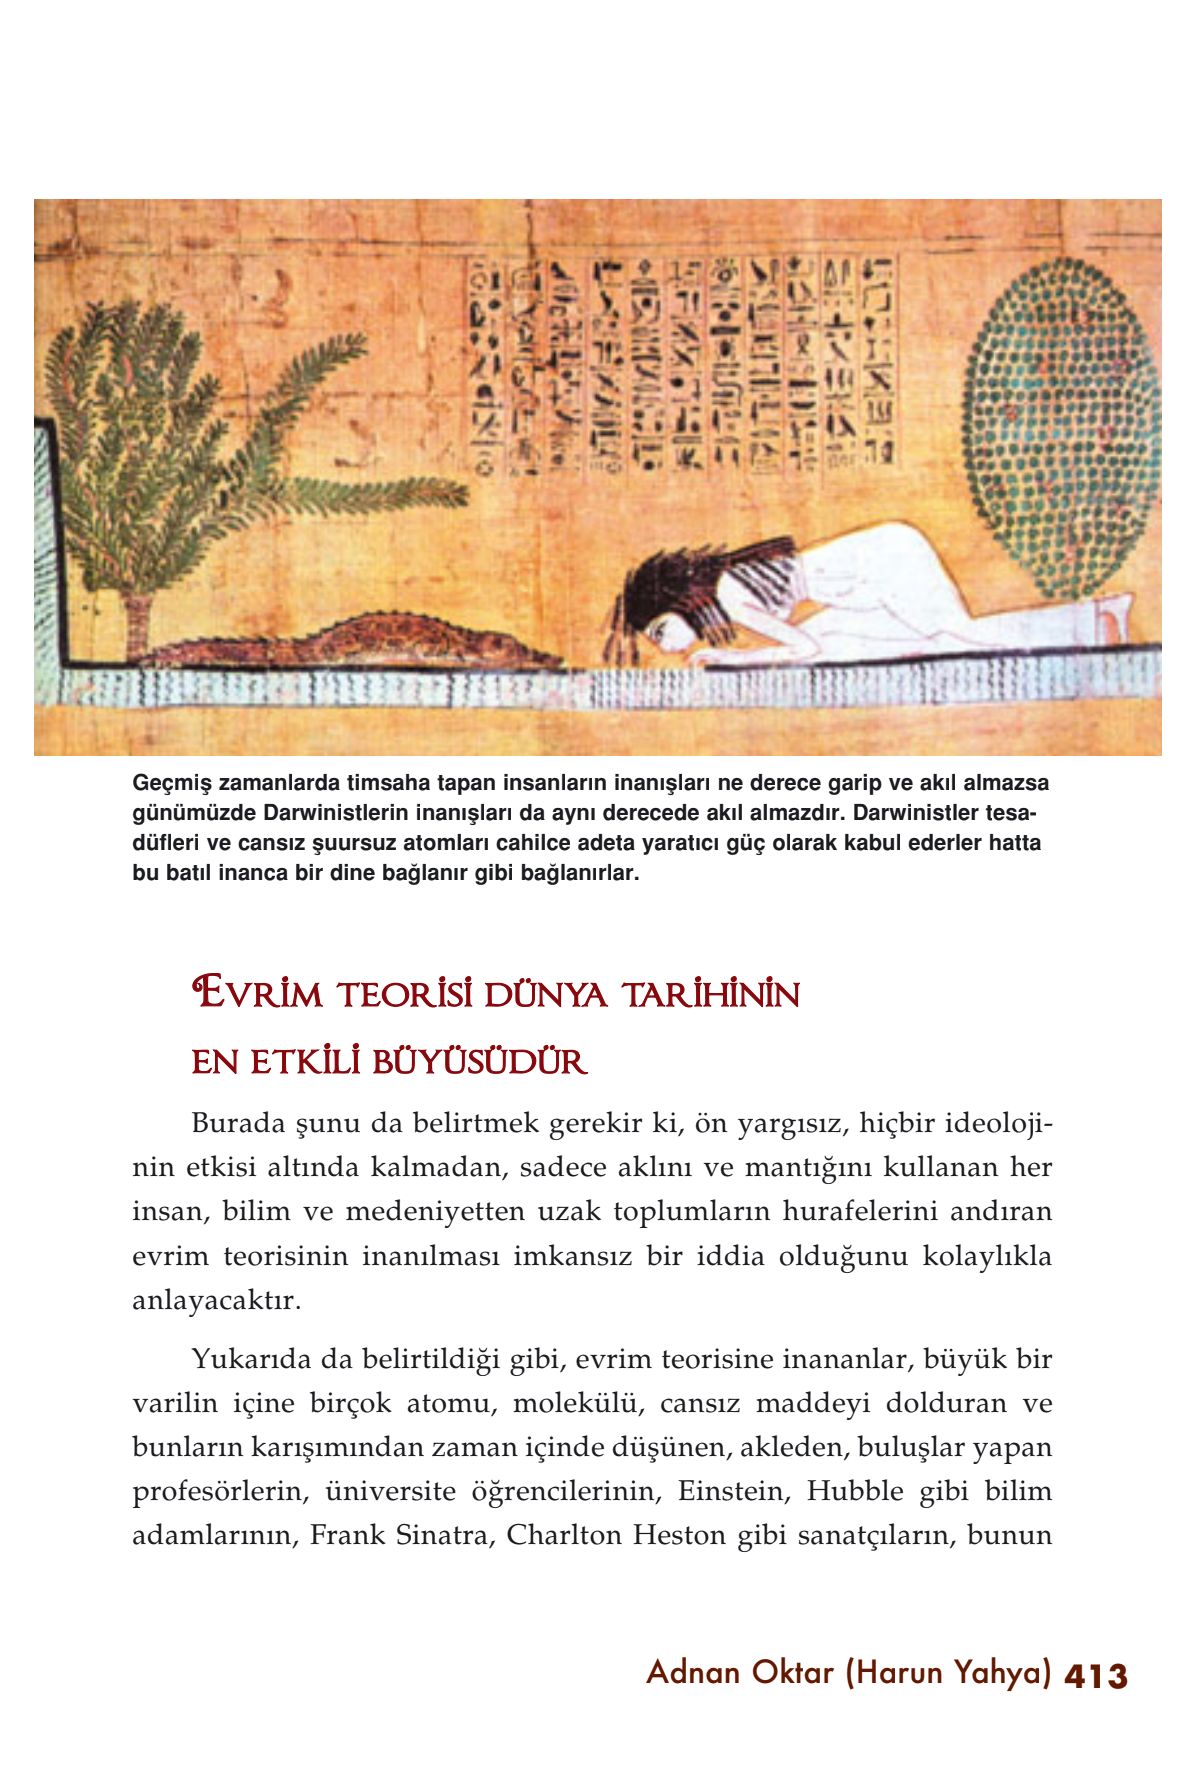 Geçmiş zamanlarda timsaha tapan insanların inanışları ne derece garip ve akıl almazsa
günümüzde Darwinistlerin inanışları da aynı derecede akıl almazdır. Darwinistler tesa-
düfleri ve cansız şuursuz atomları cahilce adeta yaratıcı güç olarak kabul ederler hatta
bu batıl inanca bir dine bağlanır gibi bağlanırlar.
EVRİM TEORİSİ DÜNYA TARİHİNİN
EN ETKİLİ BÜYÜSÜDÜR
Burada şunu da belirtmek gerekir ki, ön yargısız, hiçbir ideoloji-
nin etkisi altında kalmadan, sadece aklını ve mantığını kullanan her
insan, bilim ve medeniyetten uzak toplumların hurafelerini andıran
evrim teorisinin inanılması imkansız bir iddia olduğunu kolaylıkla
anlayacaktır.
Yukarıda da belirtildiği gibi, evrim teorisine inananlar, büyük bir
varilin içine birçok atomu, molekülü, cansız maddeyi dolduran ve
bunların karışımından zaman içinde düşünen, akleden, buluşlar yapan
profesörlerin, üniversite öğrencilerinin, Einstein, Hubble gibi bilim
adamlarının, Frank Sinatra, Charlton Heston gibi sanatçıların, bunun
Adnan Oktar (Harun Yahya) 413